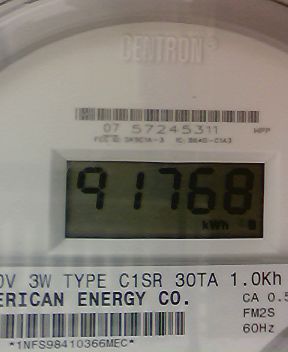 CENTRON
07 57245311
91768
kWh B
0V 3W TYPE C1SR 30TA 1.0Kh
ERICAN ENERGY CO.
CA 0.5
FM2S
60Hz
*1NFS98410366MEC*